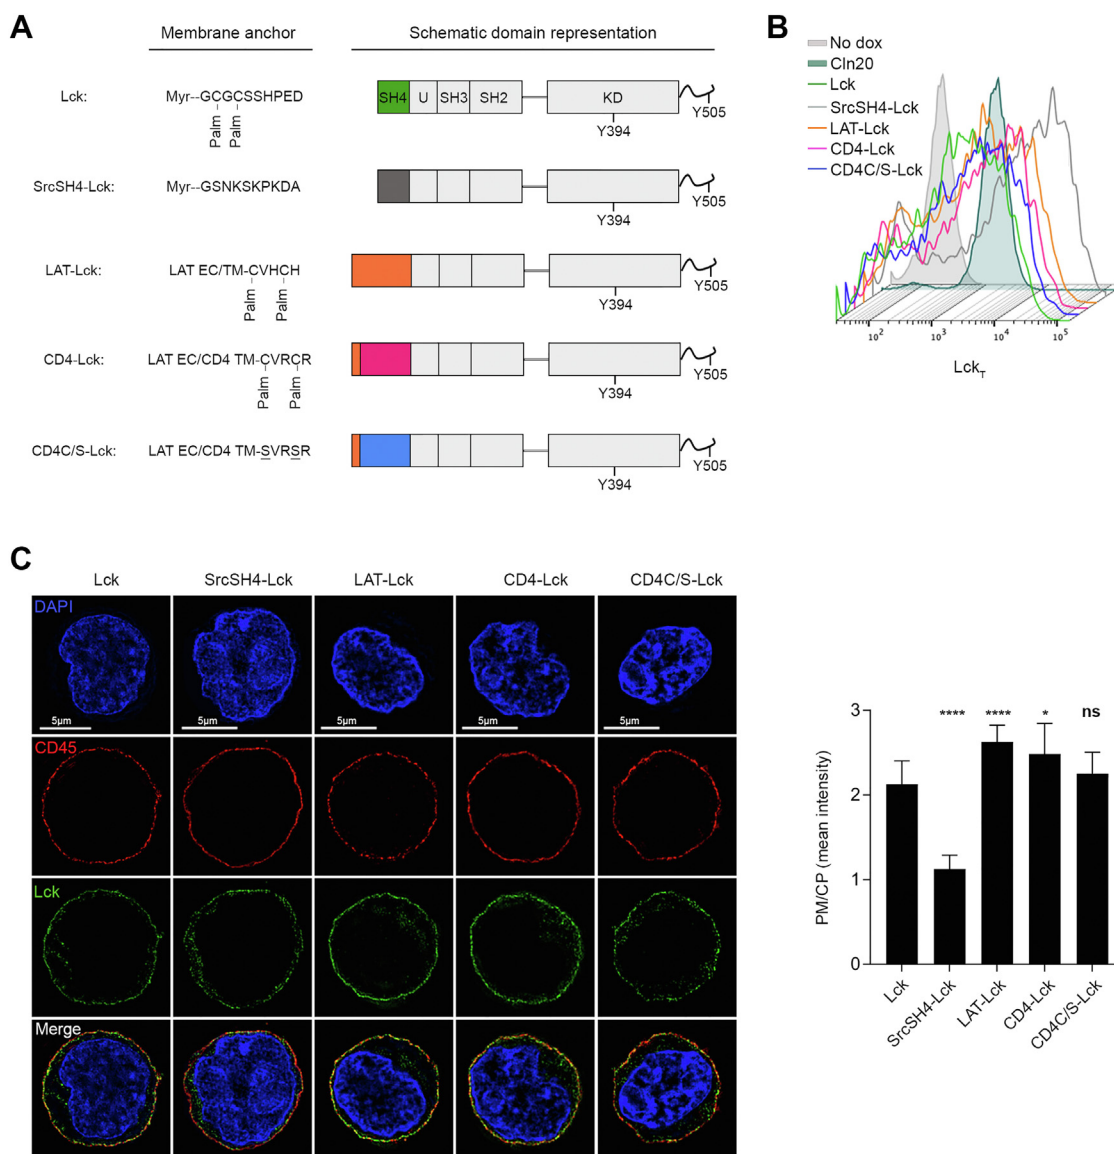 A
Membrane anchor
Schematic domain representation
Lck:
Myr--GCGCSSHPED
Palm
Palm
SH4
U
SH3
SH2
KD
Y394
Y505
SrcSH4-Lck:
Myr--GSNKSKPKDA
Y394
Y505
LAT-Lck:
LAT EC/TM-CVHCH
Palm
Palm
Y394
Y505
CD4-Lck:
LAT EC/CD4 TM-CVRCR
Palm
Palm
Y394
Y505
CD4C/S-Lck:
LAT EC/CD4 TM-SVRSR
Y394
Y505
B
No dox
Cln20
Lck
SrcSH4-Lck
LAT-Lck
CD4-Lck
CD4C/S-Lck
10²
10³
10⁴
10⁵
Lck_T
C
Lck
SrcSH4-Lck
LAT-Lck
CD4-Lck
CD4C/S-Lck
DAPI
5µm
5µm
5µm
5µm
5µm
CD45
Lck
Merge
PM/CP (mean intensity)
3
2
1
0
****
****
*
ns
Lck
SrcSH4-Lck
LAT-Lck
CD4-Lck
CD4C/S-Lck